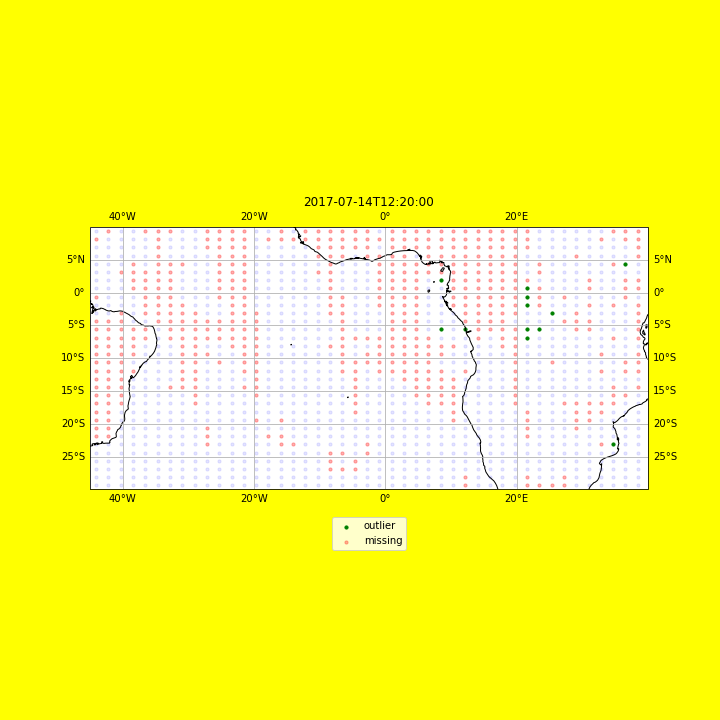 2017-07-14T12:20:00
40°W 20°W 0° 20°E
5°N 5°N
0° 0°
5°S 5°S
10°S 10°S
15°S 15°S
20°S 20°S
25°S 25°S
40°W 20°W 0° 20°E
outlier
missing